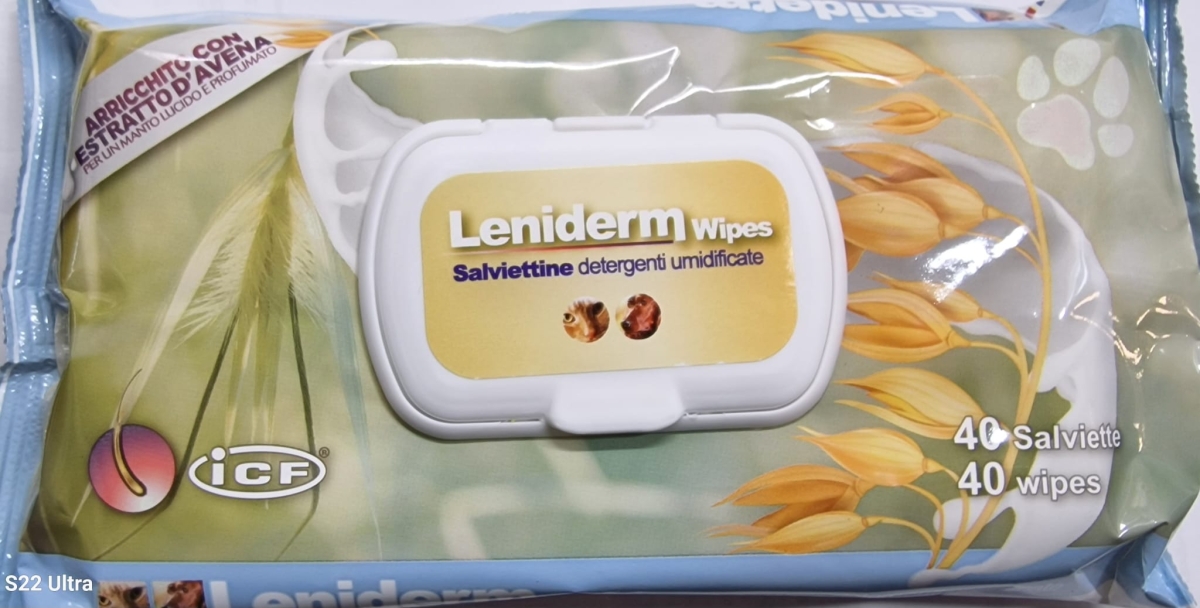 Leniderm
ARRICCHITO CON
ESTRATTO D'AVENA
PER UN MANTO LUCIDO E PROFUMATO
Leniderm Wipes
Salviettine detergenti umidificate
iCF®
40 Salviette
40 wipes
S22 Ultra
Leniderm